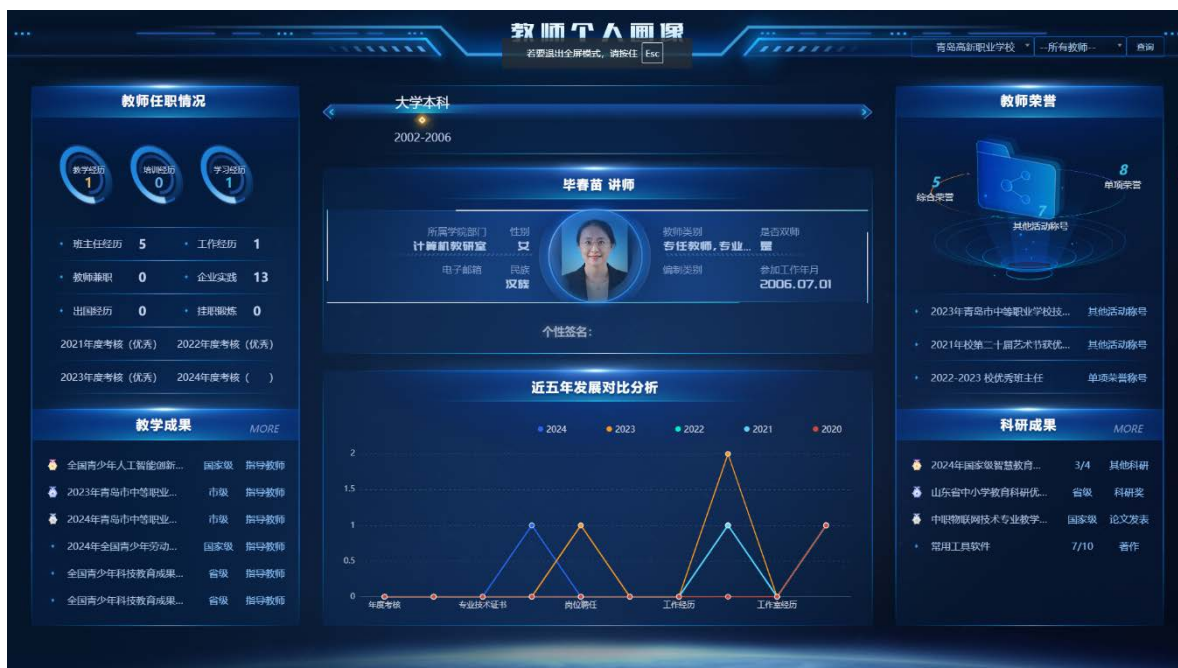 教师个人画像
若要退出全屏模式，请按住 Esc
青岛高新职业学校 --所有教师-- 查询
教师任职情况
教学经历 1
培训经历 0
学习经历 1
班主任经历 5
工作经历 1
教师兼职 0
企业实践 13
出国经历 0
挂职锻炼 0
2021年度考核 (优秀) 2022年度考核 (优秀)
2023年度考核 (优秀) 2024年度考核 ( )
教学成果 MORE
全国青少年人工智能创新... 国家级 指导教师
2023年青岛市中等职业... 市级 指导教师
2024年青岛市中等职业... 市级 指导教师
2024年全国青少年劳动... 国家级 指导教师
全国青少年科技教育成果... 省级 指导教师
全国青少年科技教育成果... 省级 指导教师
大学本科
2002-2006
毕春苗 讲师
所属学院部门 性别
计算机教研室 女
电子邮箱 民族
汉族
教师类别 是否双师
专任教师,专业... 是
编制类别 参加工作年月
2006.07.01
个性签名：
近五年发展对比分析
2024 2023 2022 2021 2020
2
1.5
1
0.5
0
年度考核 专业技术证书 岗位聘任 工作经历 工作室经历
教师荣誉
5 综合荣誉
8 单项荣誉
7 其他活动称号
2023年青岛市中等职业学校技... 其他活动称号
2021年校第二十届艺术节获优... 其他活动称号
2022-2023 校优秀班主任 单项荣誉称号
科研成果 MORE
2024年国家级智慧教育... 3/4 其他科研
山东省中小学教育科研优... 省级 科研奖
中职物联网技术专业教学... 国家级 论文发表
常用工具软件 7/10 著作